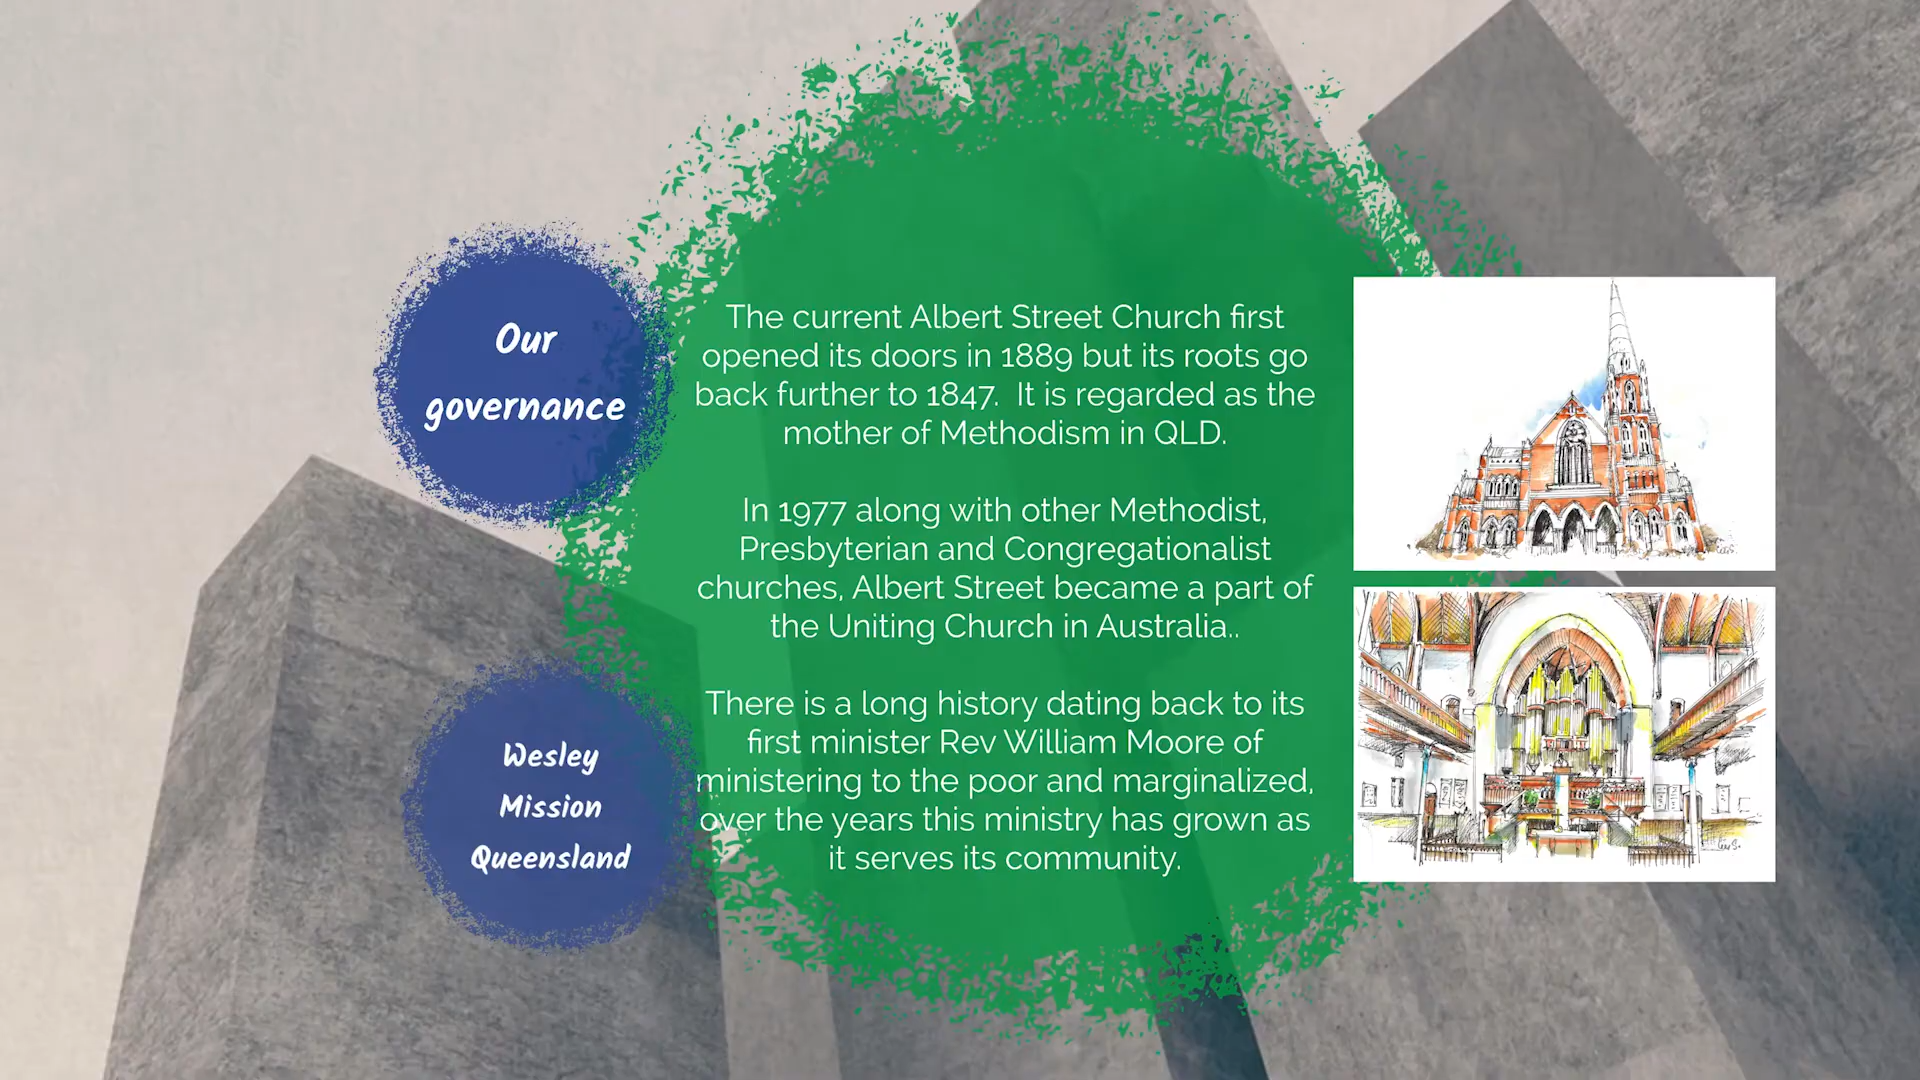 Our
governance
The current Albert Street Church first
opened its doors in 1889 but its roots go
back further to 1847.  It is regarded as the
mother of Methodism in QLD.
In 1977 along with other Methodist,
Presbyterian and Congregationalist
churches, Albert Street became a part of
the Uniting Church in Australia..
There is a long history dating back to its
first minister Rev William Moore of
ministering to the poor and marginalized,
over the years this ministry has grown as
it serves its community.
Wesley
Mission
Queensland